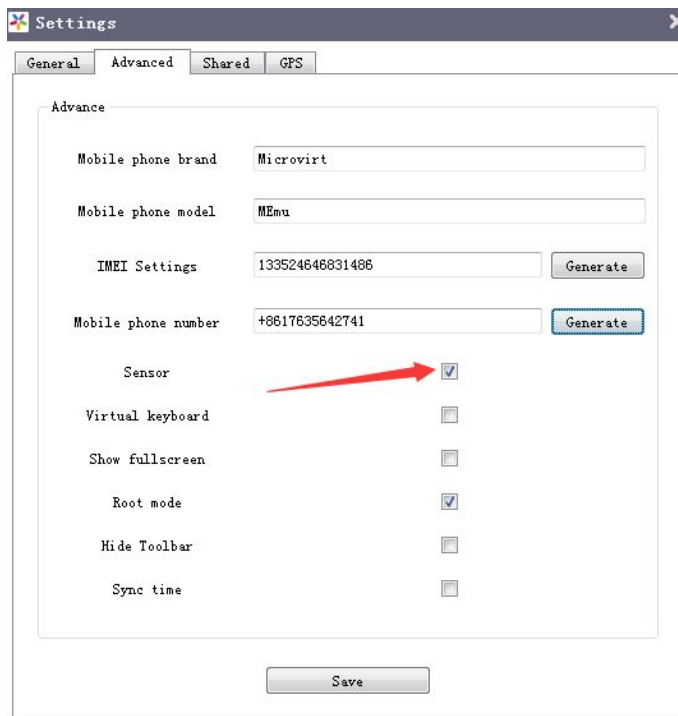 Settings
General Advanced Shared GPS
Advance
Mobile phone brand Microvirt
Mobile phone model MEmu
IMEI Settings 133524646831486 Generate
Mobile phone number +8617635642741 Generate
Sensor
Virtual keyboard
Show fullscreen
Root mode
Hide Toolbar
Sync time
Save